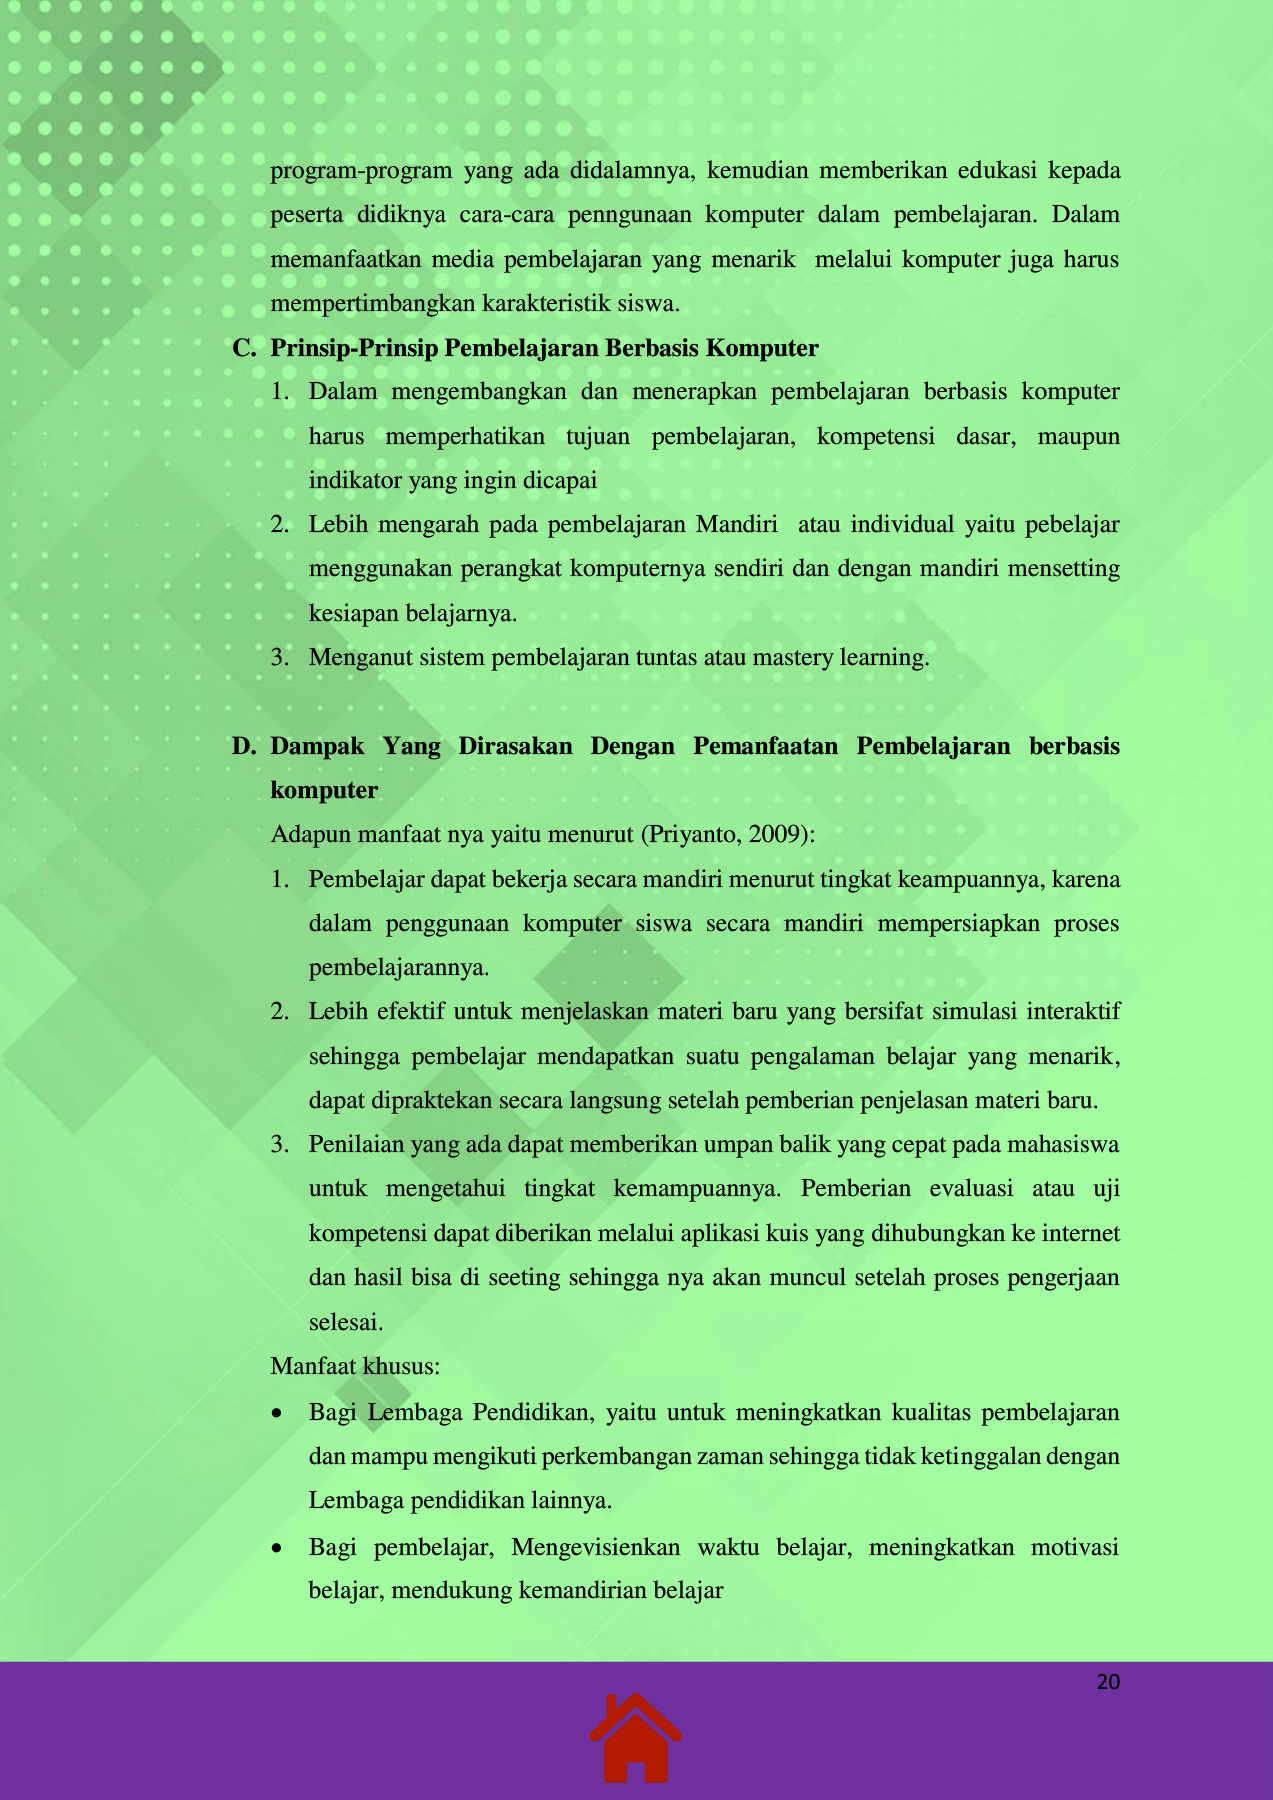 program-program yang ada didalamnya, kemudian memberikan edukasi kepada
peserta didiknya cara-cara penngunaan komputer dalam pembelajaran. Dalam
memanfaatkan media pembelajaran yang menarik melalui komputer juga harus
mempertimbangkan karakteristik siswa.
C. Prinsip-Prinsip Pembelajaran Berbasis Komputer
1. Dalam mengembangkan dan menerapkan pembelajaran berbasis komputer
harus memperhatikan tujuan pembelajaran, kompetensi dasar, maupun
indikator yang ingin dicapai
2. Lebih mengarah pada pembelajaran Mandiri atau individual yaitu pebelajar
menggunakan perangkat komputernya sendiri dan dengan mandiri mensetting
kesiapan belajarnya.
3. Menganut sistem pembelajaran tuntas atau mastery learning.
D. Dampak Yang Dirasakan Dengan Pemanfaatan Pembelajaran berbasis
komputer
Adapun manfaat nya yaitu menurut (Priyanto, 2009):
1. Pembelajar dapat bekerja secara mandiri menurut tingkat keampuannya, karena
dalam penggunaan komputer siswa secara mandiri mempersiapkan proses
pembelajarannya.
2. Lebih efektif untuk menjelaskan materi baru yang bersifat simulasi interaktif
sehingga pembelajar mendapatkan suatu pengalaman belajar yang menarik,
dapat dipraktekan secara langsung setelah pemberian penjelasan materi baru.
3. Penilaian yang ada dapat memberikan umpan balik yang cepat pada mahasiswa
untuk mengetahui tingkat kemampuannya. Pemberian evaluasi atau uji
kompetensi dapat diberikan melalui aplikasi kuis yang dihubungkan ke internet
dan hasil bisa di seeting sehingga nya akan muncul setelah proses pengerjaan
selesai.
Manfaat khusus:
• Bagi Lembaga Pendidikan, yaitu untuk meningkatkan kualitas pembelajaran
dan mampu mengikuti perkembangan zaman sehingga tidak ketinggalan dengan
Lembaga pendidikan lainnya.
• Bagi pembelajar, Mengevisienkan waktu belajar, meningkatkan motivasi
belajar, mendukung kemandirian belajar
20